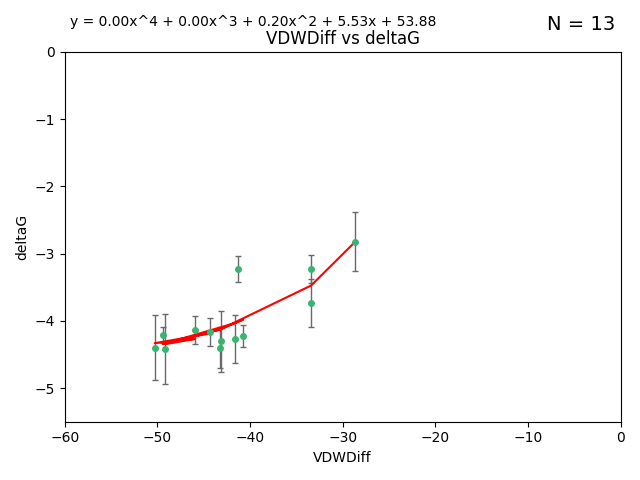 y = 0.00x^4 + 0.00x^3 + 0.20x^2 + 5.53x + 53.88
N = 13
VDWDiff vs deltaG
0
−1
−2
−3
−4
−5
deltaG
−60 −50 −40 −30 −20 −10 0
VDWDiff